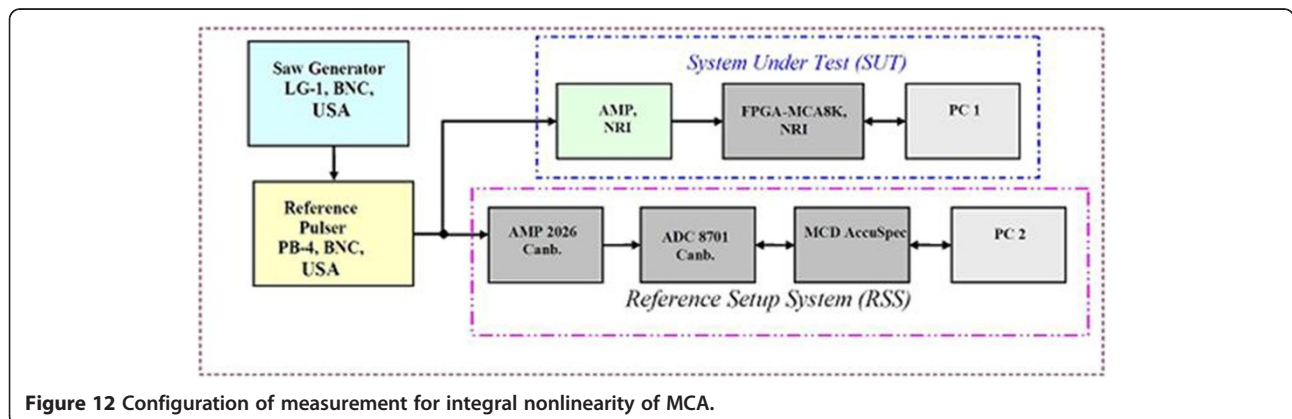 Saw Generator
LG-1, BNC,
USA
System Under Test (SUT)
AMP,
NRI
FPGA-MCA8K,
NRI
PC 1
Reference
Pulser
PB-4, BNC,
USA
AMP 2026
Canb.
ADC 8701
Canb.
MCD AccuSpec
PC 2
Reference Setup System (RSS)
Figure 12 Configuration of measurement for integral nonlinearity of MCA.